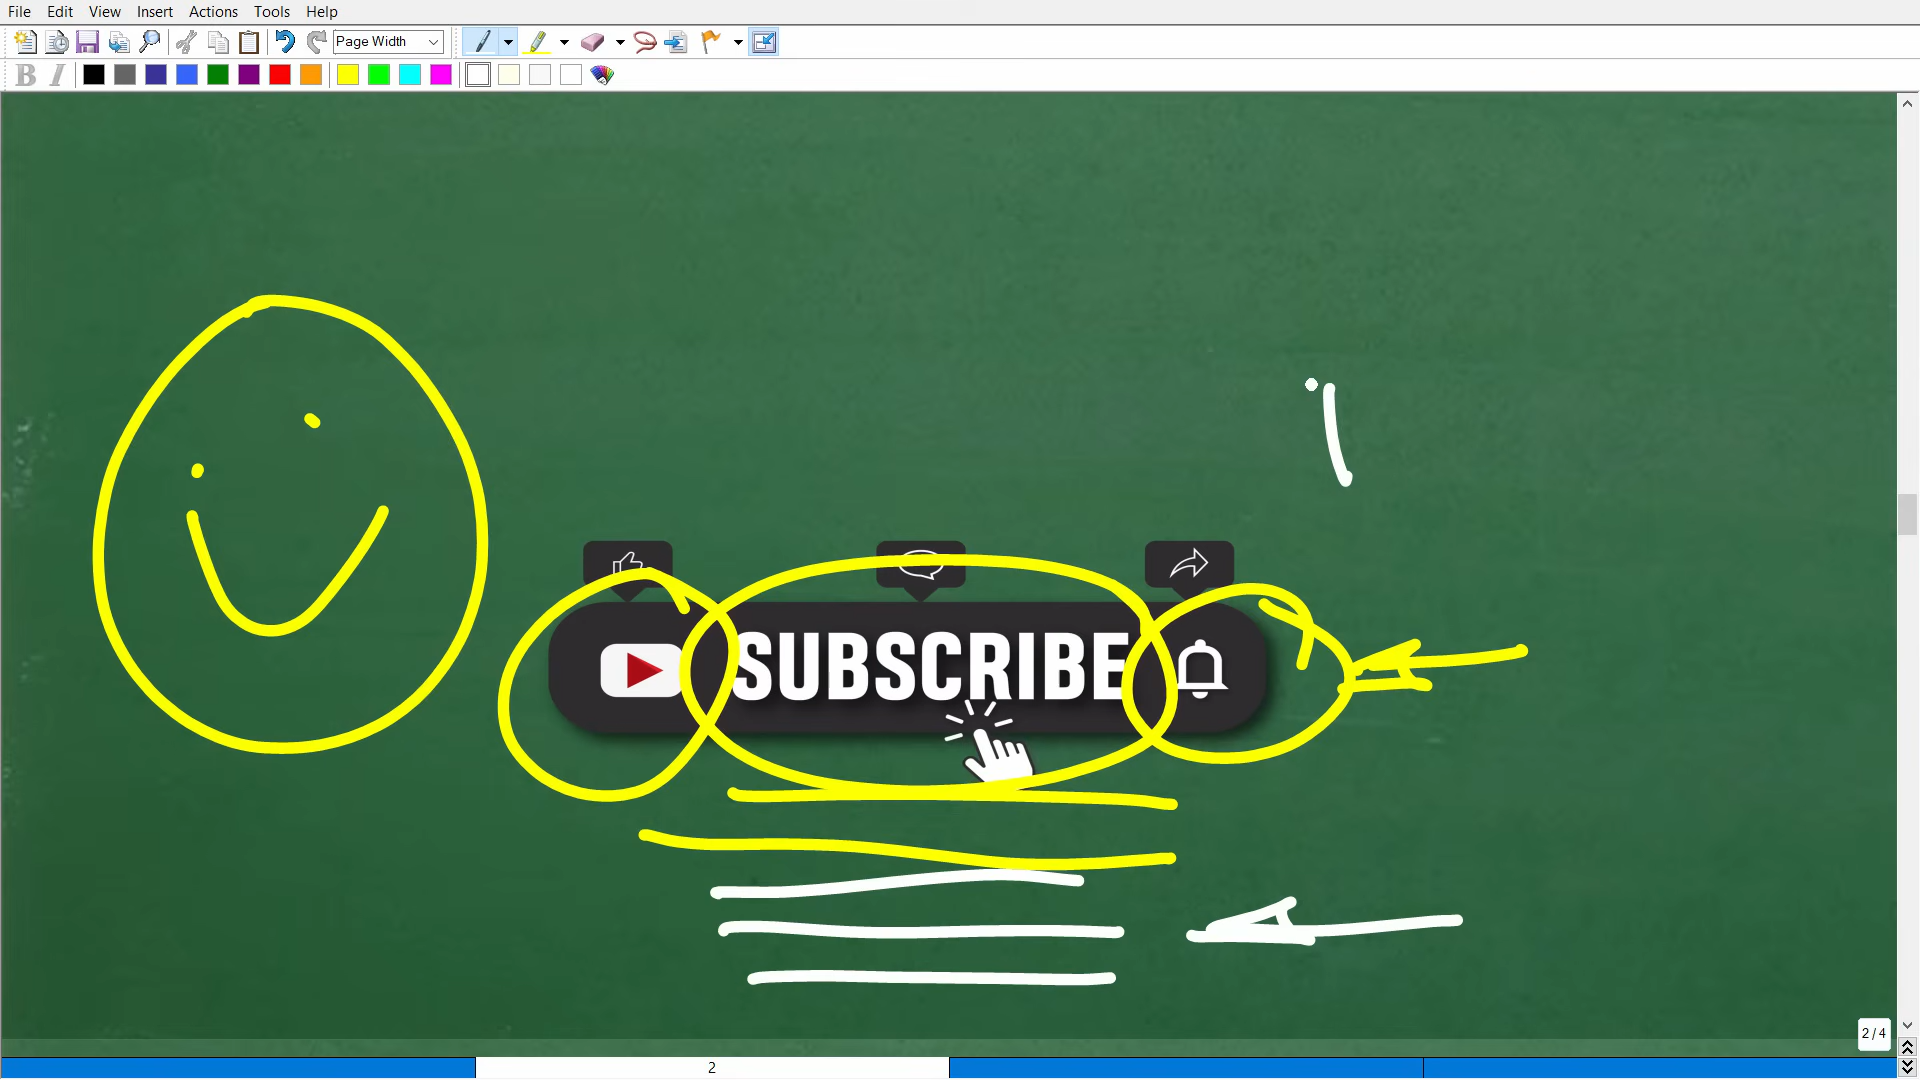 File Edit View Insert Actions Tools Help
Page Width
B I
SUBSCRIBE
2 / 4
2